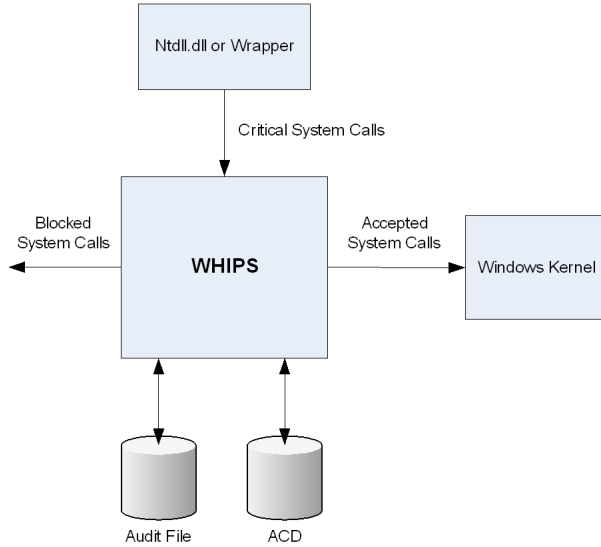 Ntdll.dll or Wrapper
Critical System Calls
Blocked
System Calls
WHIPS
Accepted
System Calls
Windows Kernel
Audit File
ACD